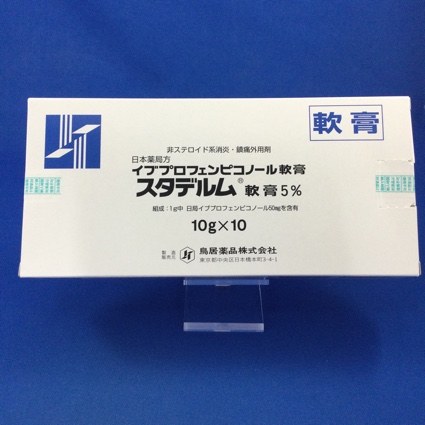 軟膏
非ステロイド系消炎・鎮痛外用剤
日本薬局方
イブプロフェンピコノール軟膏
スタデルム® 軟膏5%
組成:1g中 日局イブプロフェンピコノール50mgを含有
10g×10
製造販売元 鳥居薬品株式会社
東京都中央区日本橋本町3-4-1